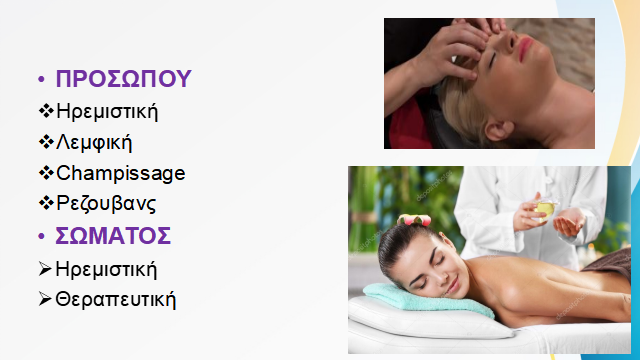 • ΠΡΟΣΩΠΟΥ
❖Ηρεμιστική
❖Λεμφική
❖Champissage
❖Ρεζουβανς
• ΣΩΜΑΤΟΣ
➢Ηρεμιστική
➢Θεραπευτική